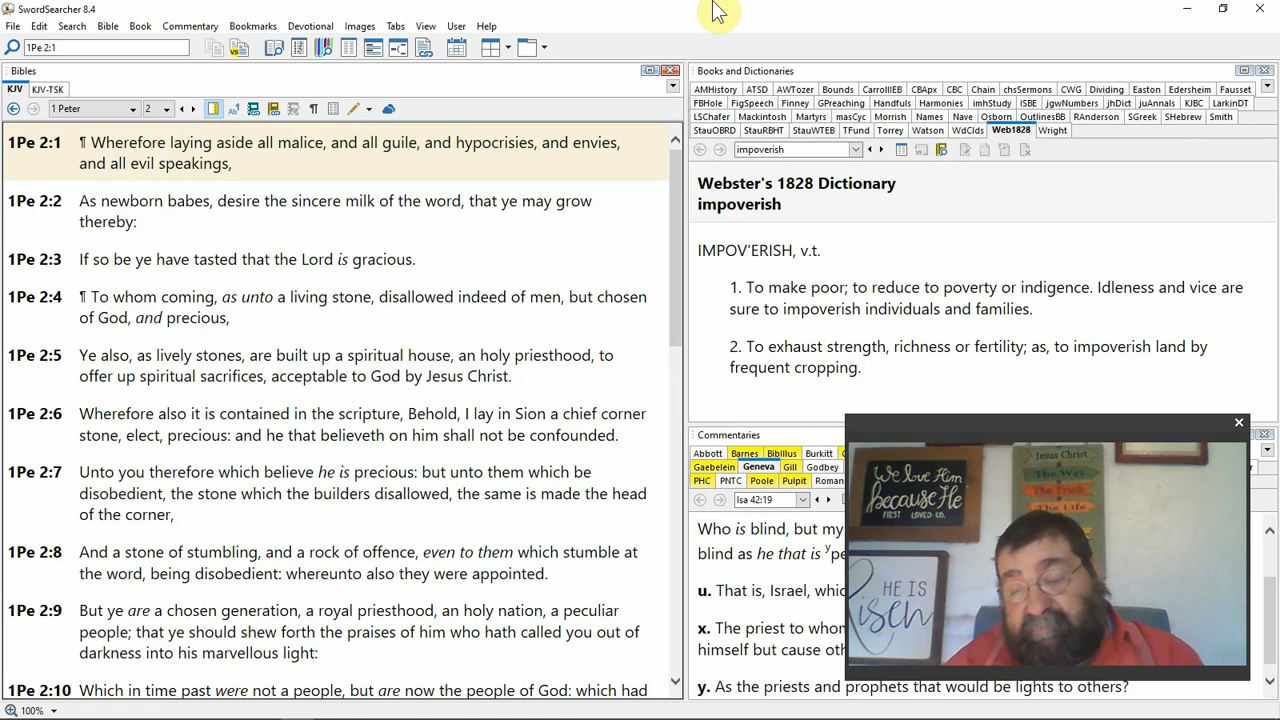 SwordSearcher 8.4
File Edit Search Bible Book Commentary Bookmarks Devotional Images Tabs View User Help
1Pe 2:1
Bibles
KJV KJV-TSK
1 Peter 2
1Pe 2:1 ¶ Wherefore laying aside all malice, and all guile, and hypocrisies, and envies,
and all evil speakings,
1Pe 2:2 As newborn babes, desire the sincere milk of the word, that ye may grow
thereby:
1Pe 2:3 If so be ye have tasted that the Lord is gracious.
1Pe 2:4 ¶ To whom coming, as unto a living stone, disallowed indeed of men, but chosen
of God, and precious,
1Pe 2:5 Ye also, as lively stones, are built up a spiritual house, an holy priesthood, to
offer up spiritual sacrifices, acceptable to God by Jesus Christ.
1Pe 2:6 Wherefore also it is contained in the scripture, Behold, I lay in Sion a chief corner
stone, elect, precious: and he that believeth on him shall not be confounded.
1Pe 2:7 Unto you therefore which believe he is precious: but unto them which be
disobedient, the stone which the builders disallowed, the same is made the head
of the corner,
1Pe 2:8 And a stone of stumbling, and a rock of offence, even to them which stumble at
the word, being disobedient: whereunto also they were appointed.
1Pe 2:9 But ye are a chosen generation, a royal priesthood, an holy nation, a peculiar
people; that ye should shew forth the praises of him who hath called you out of
darkness into his marvellous light:
1Pe 2:10 Which in time past were not a people, but are now the people of God: which had
100%
Books and Dictionaries
AMHistory ATSD AWTozer Bounds CarrollIEB CBApx CBC Chain chsSermons CWG Dividing Easton Edersheim Fausset
FBHole FigSpeech Finney GPreaching Handfuls Harmonies imhStudy ISBE jgwNumbers jhDict juAnnals KJBC LarkinDT
LSChafer Mackintosh Martyrs masCyc Morrish Names Nave Osborn OutlinesBB RANDERSON SGreek SHebrew Smith
StauOBRD StauRBHT StauWTEB TFund Torrey Watson WdClds Web1828 Wright
impoverish
Webster's 1828 Dictionary
impoverish
IMPOV'ERISH, v.t.
1. To make poor; to reduce to poverty or indigence. Idleness and vice are
sure to impoverish individuals and families.
2. To exhaust strength, richness or fertility; as, to impoverish land by
frequent cropping.
Commentaries
Abbott Barnes BibIllus Burkitt
Gaebelein Geneva Gill Godbey
PHC PNTC Poole Pulpit Roman
Isa 42:19
Who is blind, but my
blind as he that is y
u. That is, Israel,
x. The priest to whom
himself but cause
y. As the priests and prophets that would be lights to others?
We love Him
because He
FIRST LOVED US.
Jesus Christ
The Way
The Truth
The Life
HE IS
Risen